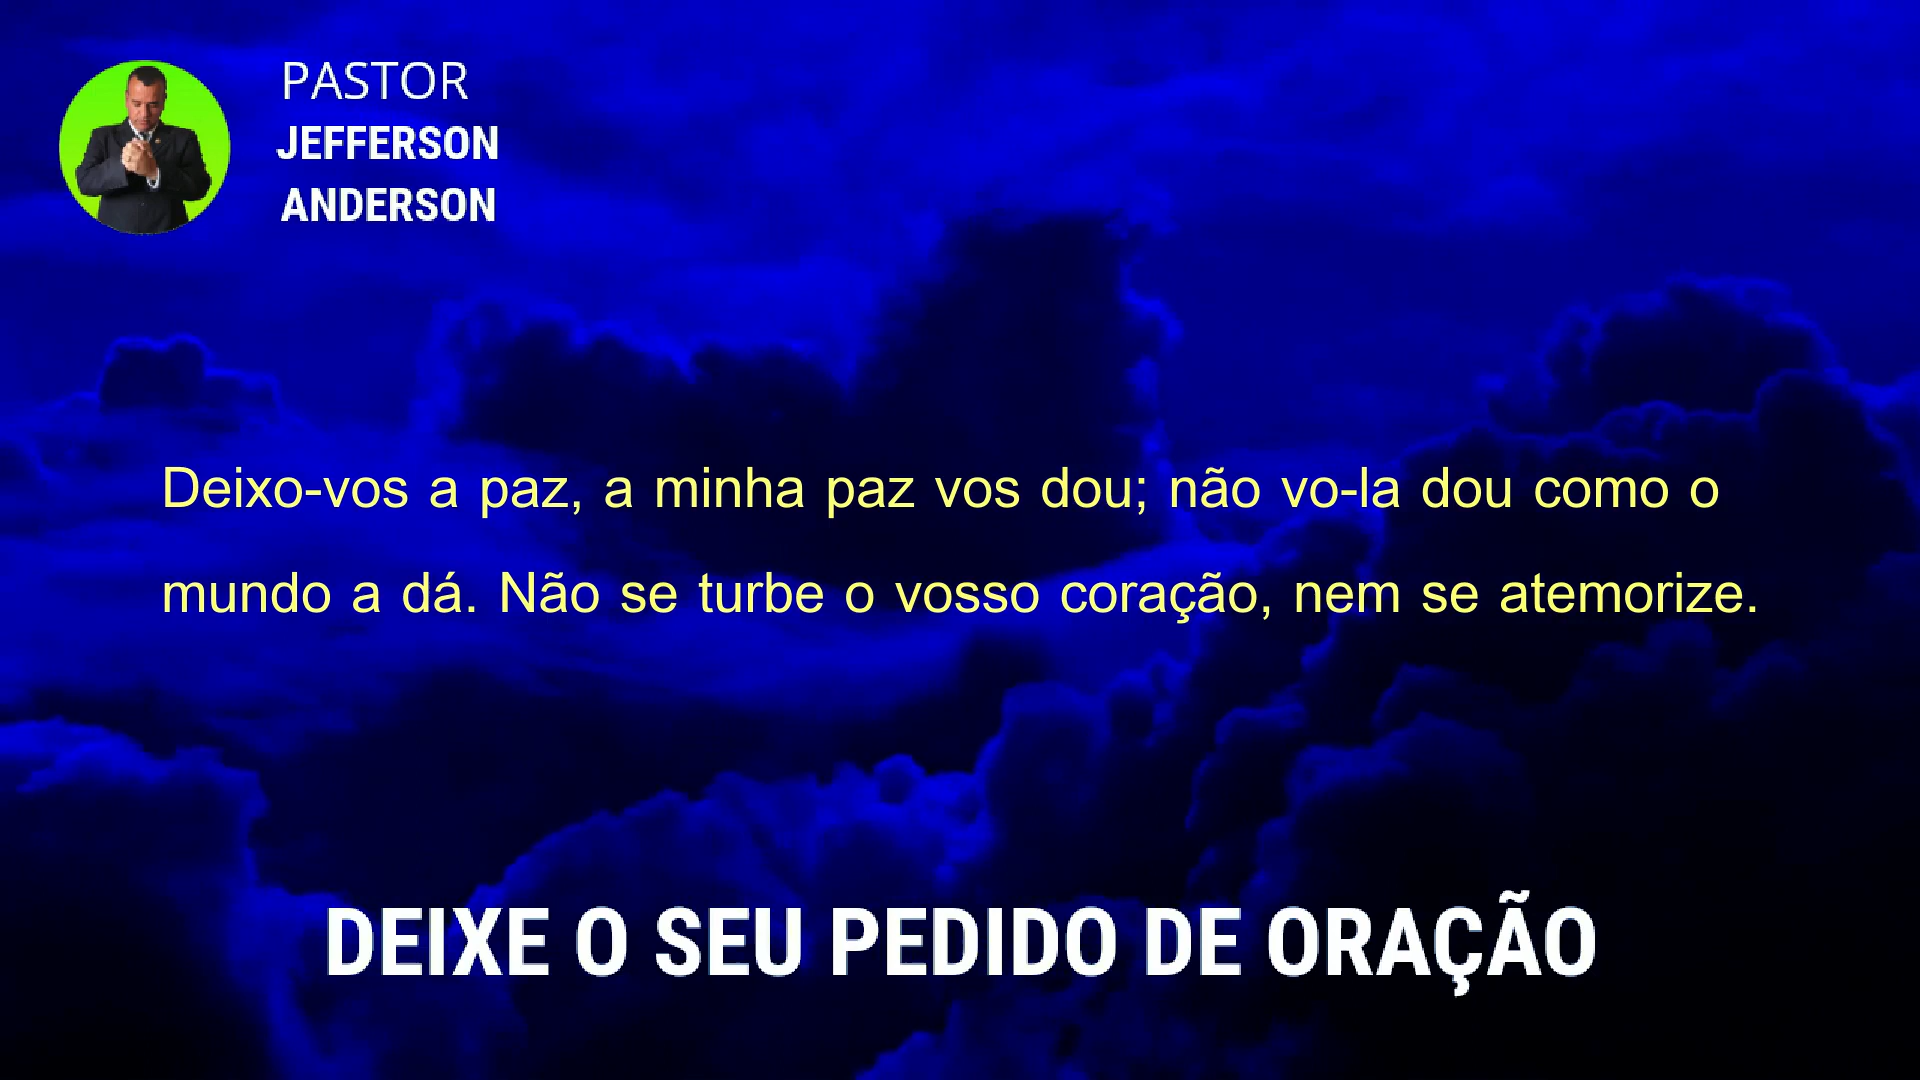 PASTOR
JEFFERSON
ANDERSON
Deixo-vos a paz, a minha paz vos dou; não vo-la dou como o
mundo a dá. Não se turbe o vosso coração, nem se atemorize.
DEIXE O SEU PEDIDO DE ORAÇÃO